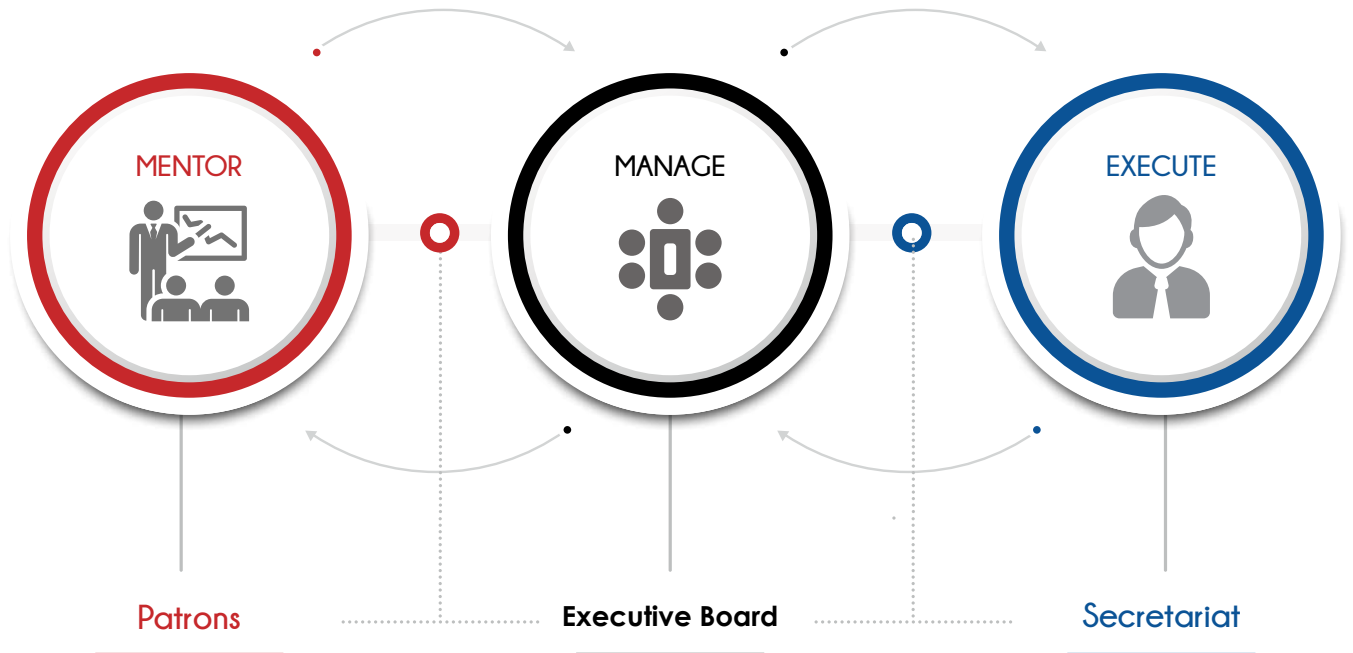 MENTOR
MANAGE
EXECUTE
Patrons
Executive Board
Secretariat